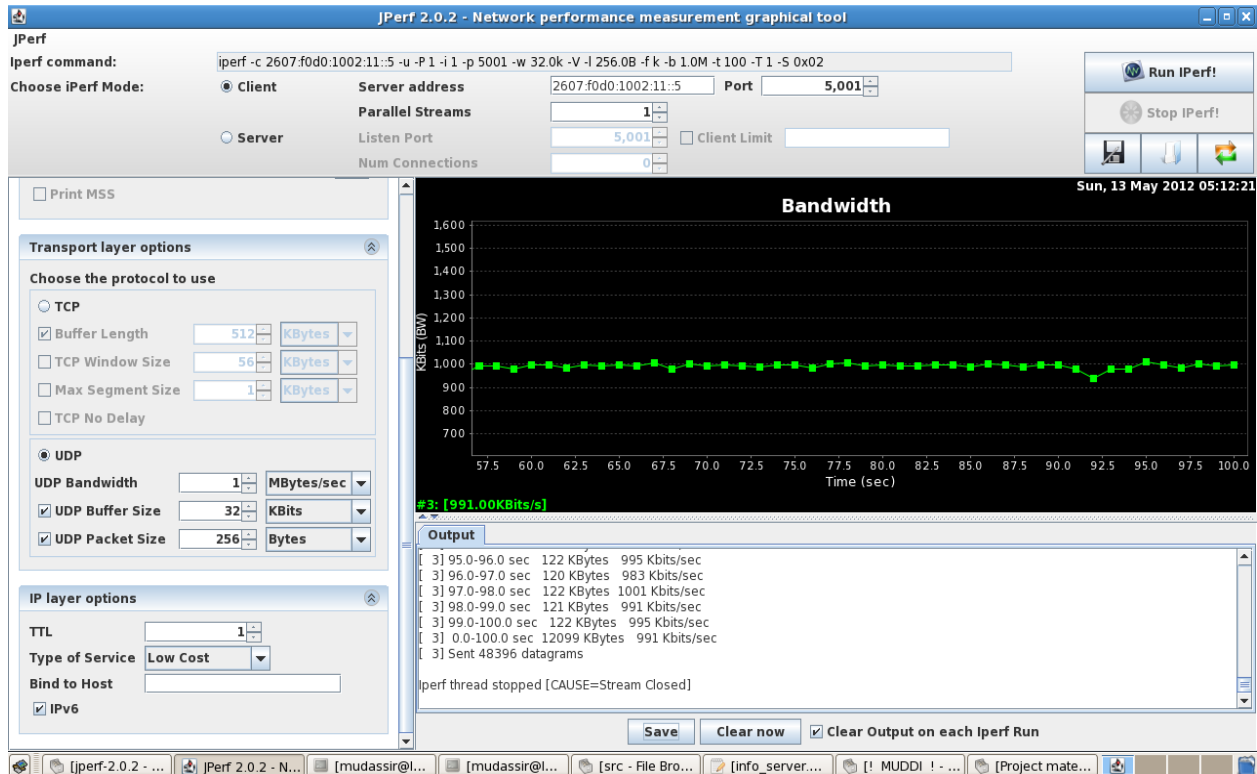 JPerf 2.0.2 - Network performance measurement graphical tool
JPerf
Iperf command: iperf -c 2607:f0d0:1002:11::5 -u -P 1 -i 1 -p 5001 -w 32.0k -V -l 256.0B -f k -b 1.0M -t 100 -T 1 -S 0x02
Choose iPerf Mode: Client Server address 2607:f0d0:1002:11::5 Port 5,001
Parallel Streams 1
Server Listen Port 5,001 Client Limit
Num Connections 0
Run IPerf!
Stop IPerf!
Print MSS
Transport layer options
Choose the protocol to use
TCP
Buffer Length 512 KBytes
TCP Window Size 56 KBytes
Max Segment Size 1 KBytes
TCP No Delay
UDP
UDP Bandwidth 1 MBytes/sec
UDP Buffer Size 32 KBits
UDP Packet Size 256 Bytes
IP layer options
TTL 1
Type of Service Low Cost
Bind to Host
IPv6
Sun, 13 May 2012 05:12:21
Bandwidth
KBits (BW)
1,600
1,500
1,400
1,300
1,200
1,100
1,000
900
800
700
57.5 60.0 62.5 65.0 67.5 70.0 72.5 75.0 77.5 80.0 82.5 85.0 87.5 90.0 92.5 95.0 97.5 100.0
Time (sec)
#3: [991.00KBits/s]
Output
[ 3] 95.0-96.0 sec 122 KBytes 995 Kbits/sec
[ 3] 96.0-97.0 sec 120 KBytes 983 Kbits/sec
[ 3] 97.0-98.0 sec 122 KBytes 1001 Kbits/sec
[ 3] 98.0-99.0 sec 121 KBytes 991 Kbits/sec
[ 3] 99.0-100.0 sec 122 KBytes 995 Kbits/sec
[ 3] 0.0-100.0 sec 12099 KBytes 991 Kbits/sec
[ 3] Sent 48396 datagrams
Iperf thread stopped [CAUSE=Stream Closed]
Save Clear now Clear Output on each Iperf Run
[jperf-2.0.2 - ... JPerf 2.0.2 - N... [mudassir@l... [mudassir@l... [src - File Bro... [info_server.... [! MUDDI ! - ... [Project mate...